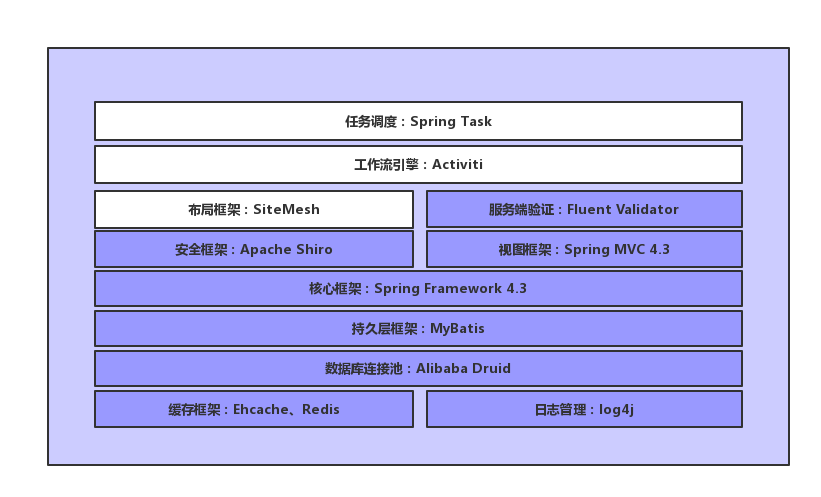 任务调度：Spring Task
工作流引擎：Activiti
布局框架：SiteMesh
服务端验证：Fluent Validator
安全框架：Apache Shiro
视图框架：Spring MVC 4.3
核心框架：Spring Framework 4.3
持久层框架：MyBatis
数据库连接池：Alibaba Druid
缓存框架：Ehcache、Redis
日志管理：log4j